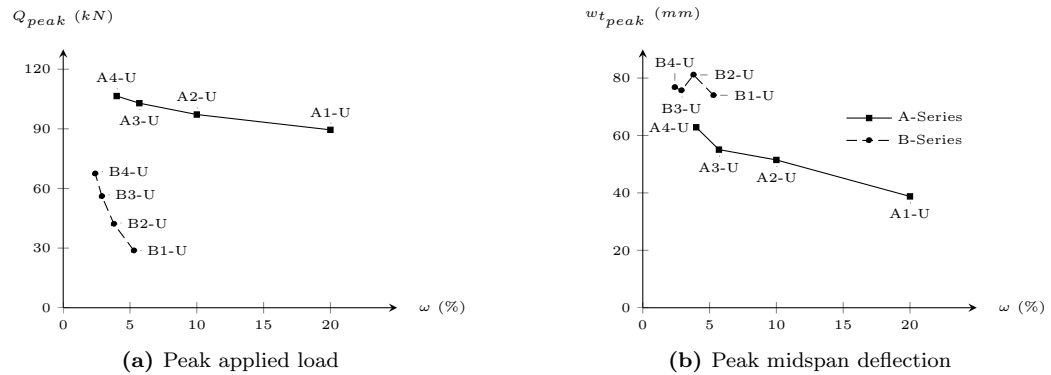 Q_peak (kN)
120
90
60
30
0
0 5 10 15 20
ω (%)
A4-U
A3-U
A2-U
A1-U
B4-U
B3-U
B2-U
B1-U
(a) Peak applied load
w_t_peak (mm)
80
60
40
20
0
0 5 10 15 20
ω (%)
B4-U
B2-U
B3-U
B1-U
A4-U
A3-U
A2-U
A1-U
A-Series
B-Series
(b) Peak midspan deflection